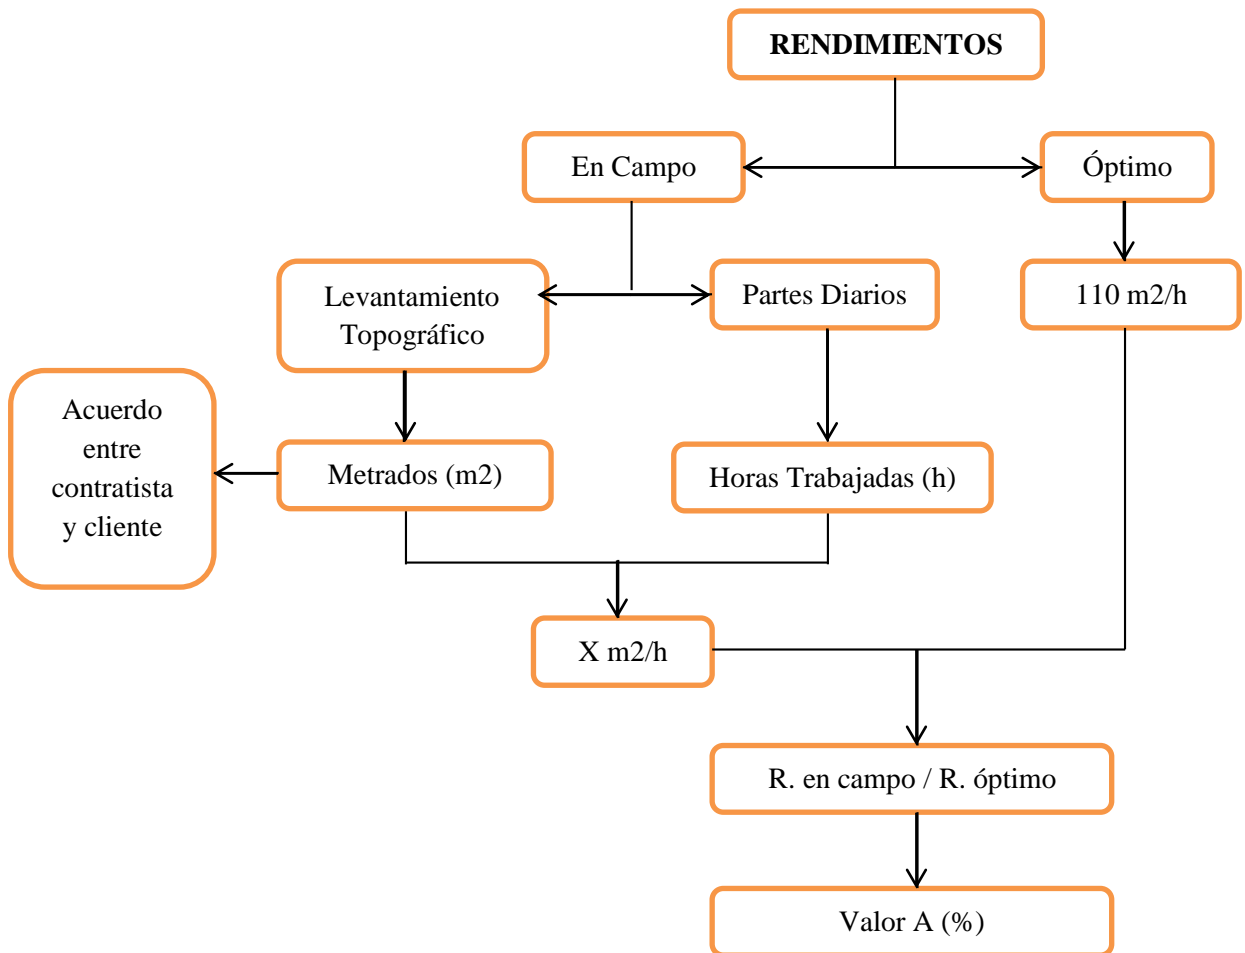 RENDIMIENTOS
En Campo
Óptimo
Levantamiento
Topográfico
Partes Diarios
110 m2/h
Acuerdo
entre
contratista
y cliente
Metrados (m2)
Horas Trabajadas (h)
X m2/h
R. en campo / R. óptimo
Valor A (%)